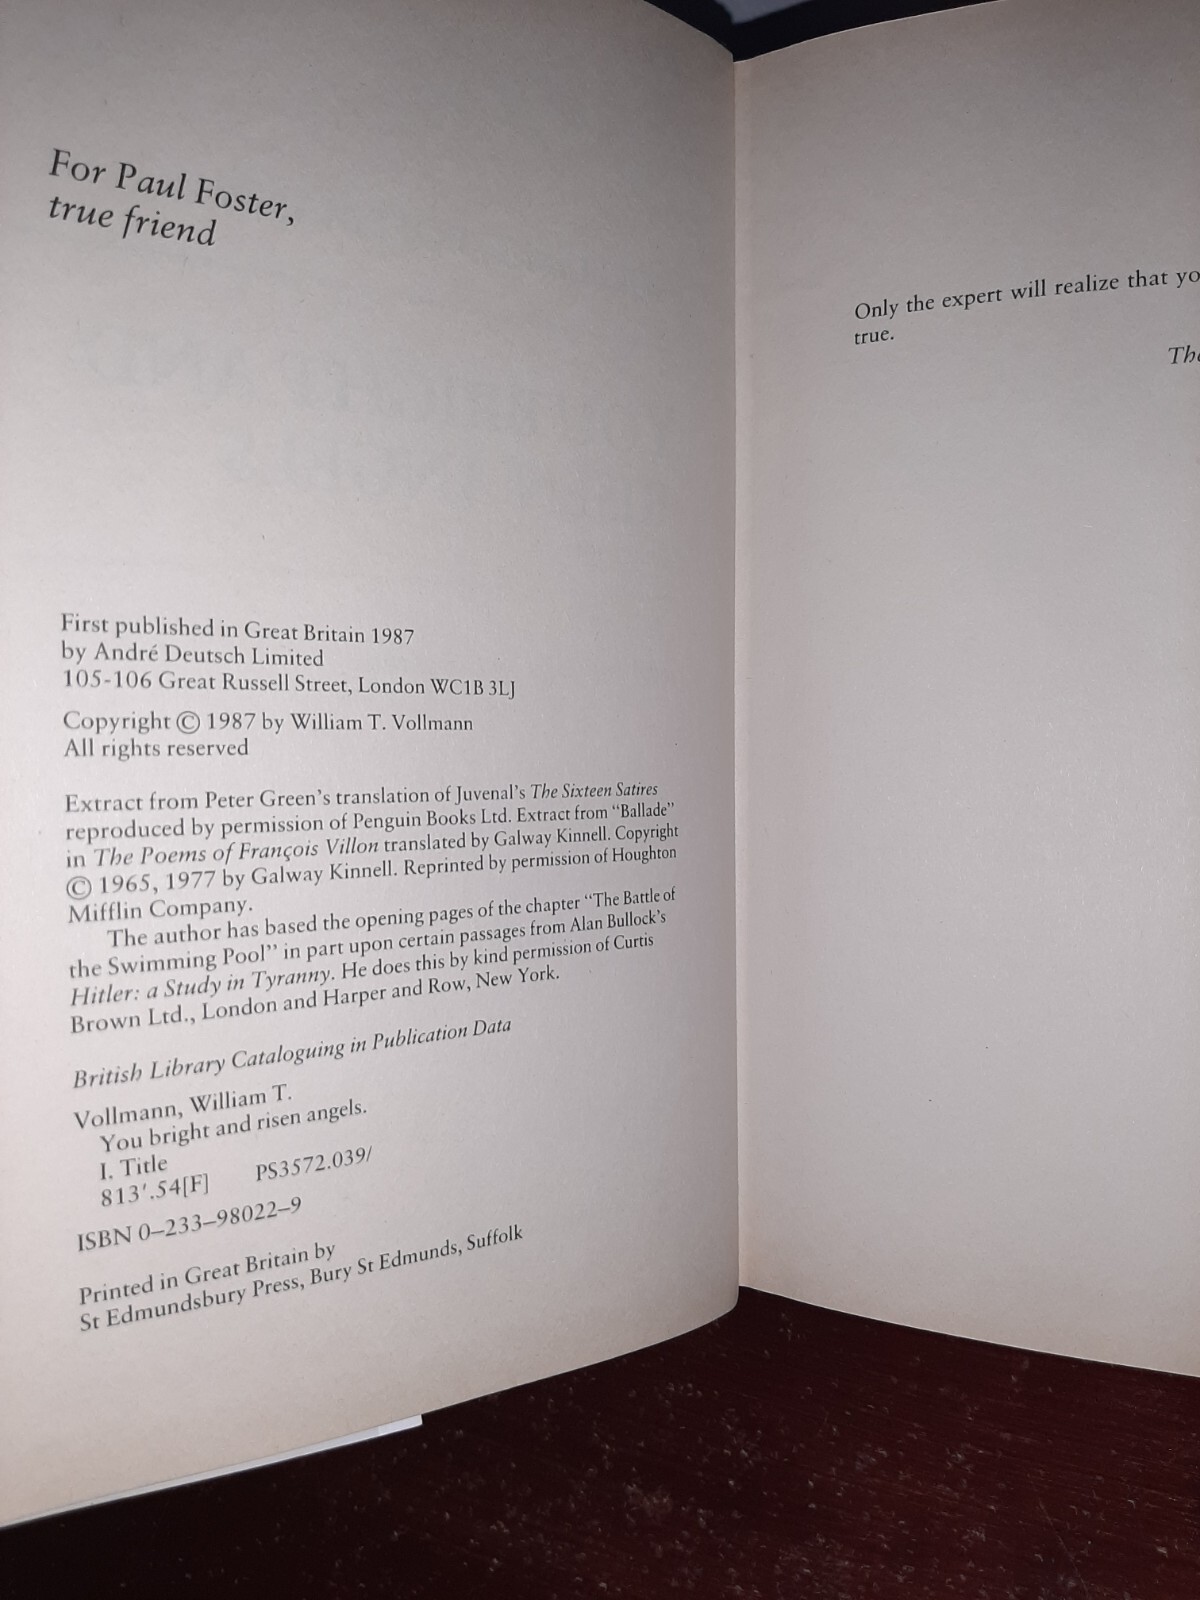 For Paul Foster,
true friend
First published in Great Britain 1987
by André Deutsch Limited
105-106 Great Russell Street, London WC1B 3LJ
Copyright © 1987 by William T. Vollmann
All rights reserved
Extract from Peter Green's translation of Juvenal's The Sixteen Satires
reproduced by permission of Penguin Books Ltd. Extract from "Ballade"
in The Poems of François Villon translated by Galway Kinnell. Copyright
© 1965, 1977 by Galway Kinnell. Reprinted by permission of Houghton
Mifflin Company.
The author has based the opening pages of the chapter "The Battle of
the Swimming Pool" in part upon certain passages from Alan Bullock's
Hitler: a Study in Tyranny. He does this by kind permission of Curtis
Brown Ltd., London and Harper and Row, New York.
British Library Cataloguing in Publication Data
Vollmann, William T.
You bright and risen angels.
I. Title
813'.54[F] PS3572.039/
ISBN 0–233–98022–9
Printed in Great Britain by
St Edmundsbury Press, Bury St Edmunds, Suffolk
Only the expert will realize that yo
true.
The